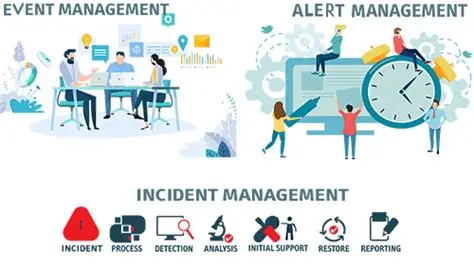 EVENT MANAGEMENT
ALERT MANAGEMENT
INCIDENT MANAGEMENT
INCIDENT PROCESS DETECTION ANALYSIS INITIAL SUPPORT RESTORE REPORTING